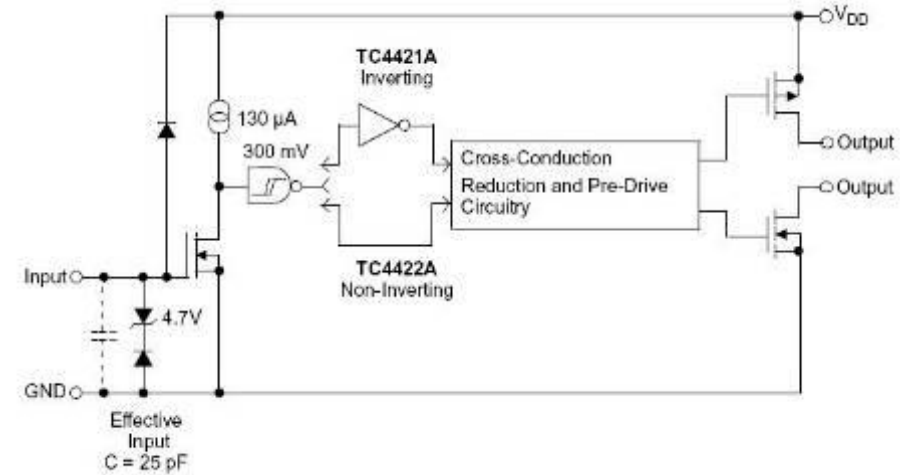 V_DD
TC4421A
Inverting
130 μA
300 mV
Output
Cross-Conduction
Reduction and Pre-Drive
Circuitry
Output
TC4422A
Non-Inverting
Input
4.7V
GND
Effective
Input
C = 25 pF